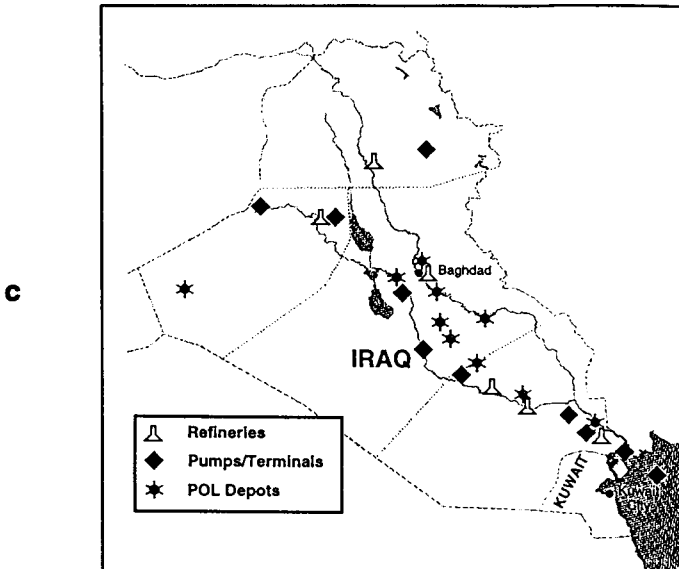 c
Baghdad
IRAQ
Refineries
Pumps/Terminals
POL Depots
KUWAIT
Kuwait
City